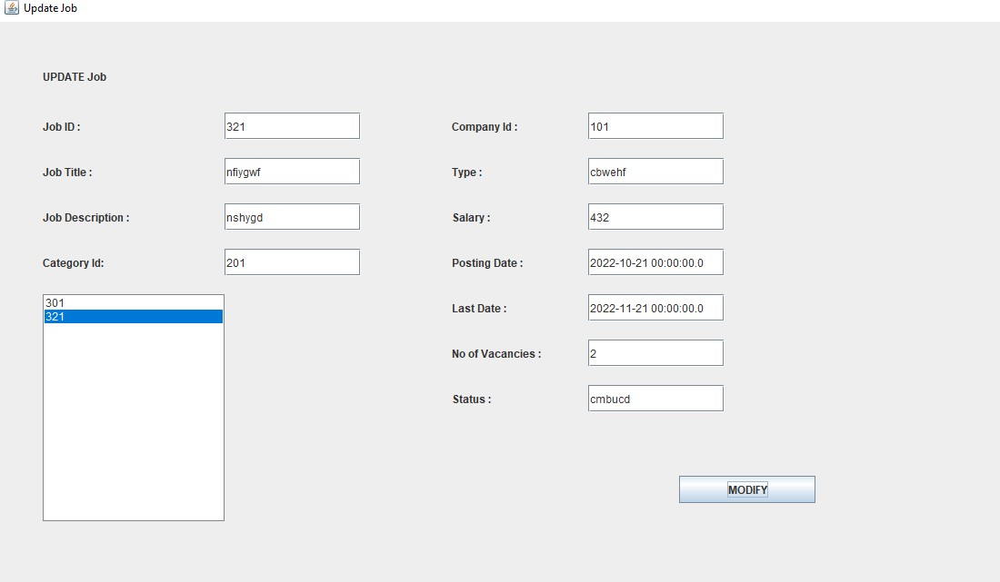 Update Job
UPDATE Job
Job ID : 321 Company Id : 101
Job Title : nfiygwf Type : cbwehf
Job Description : nshygd Salary : 432
Category Id: 201 Posting Date : 2022-10-21 00:00:00.0
301
321
Last Date : 2022-11-21 00:00:00.0
No of Vacancies : 2
Status : cmbucd
MODIFY